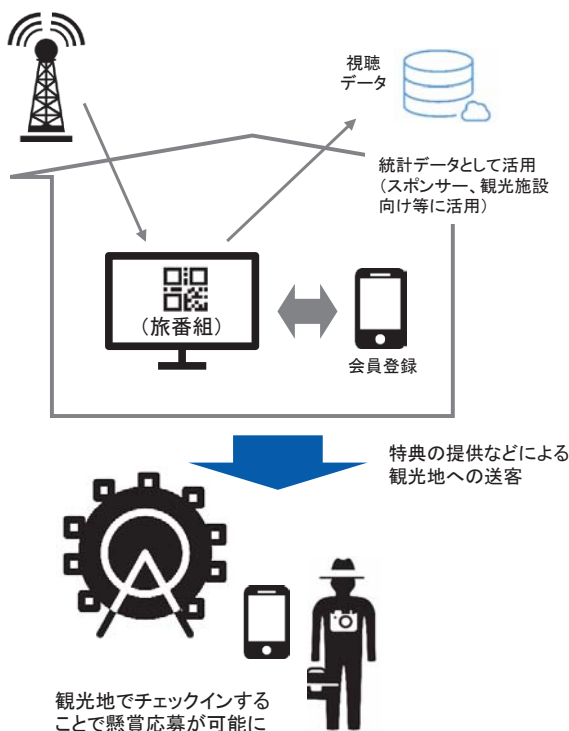 視聴
データ
統計データとして活用
（スポンサー、観光施設
向け等に活用）
（旅番組）
会員登録
特典の提供などによる
観光地への送客
観光地でチェックインする
ことで懸賞応募が可能に